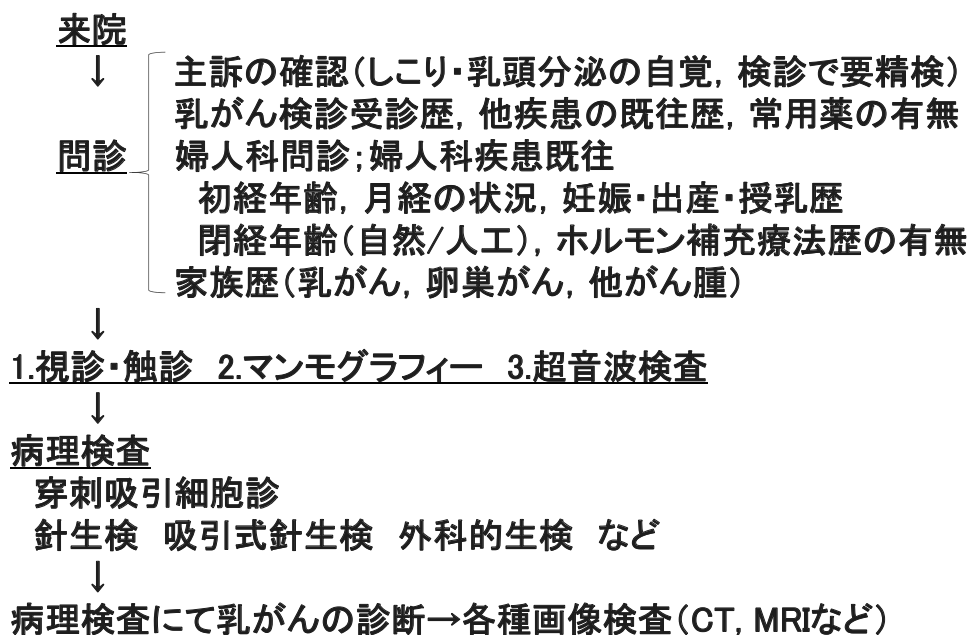 来院
↓
主訴の確認(しこり・乳頭分泌の自覚, 検診で要精検)
乳がん検診受診歴, 他疾患の既往歴, 常用薬の有無
問診
婦人科問診;婦人科疾患既往
初経年齢, 月経の状況, 妊娠・出産・授乳歴
閉経年齢(自然/人工), ホルモン補充療法歴の有無
家族歴(乳がん, 卵巣がん, 他がん腫)
↓
1.視診・触診 2.マンモグラフィー 3.超音波検査
↓
病理検査
穿刺吸引細胞診
針生検 吸引式針生検 外科的生検 など
↓
病理検査にて乳がんの診断→各種画像検査(CT, MRIなど)